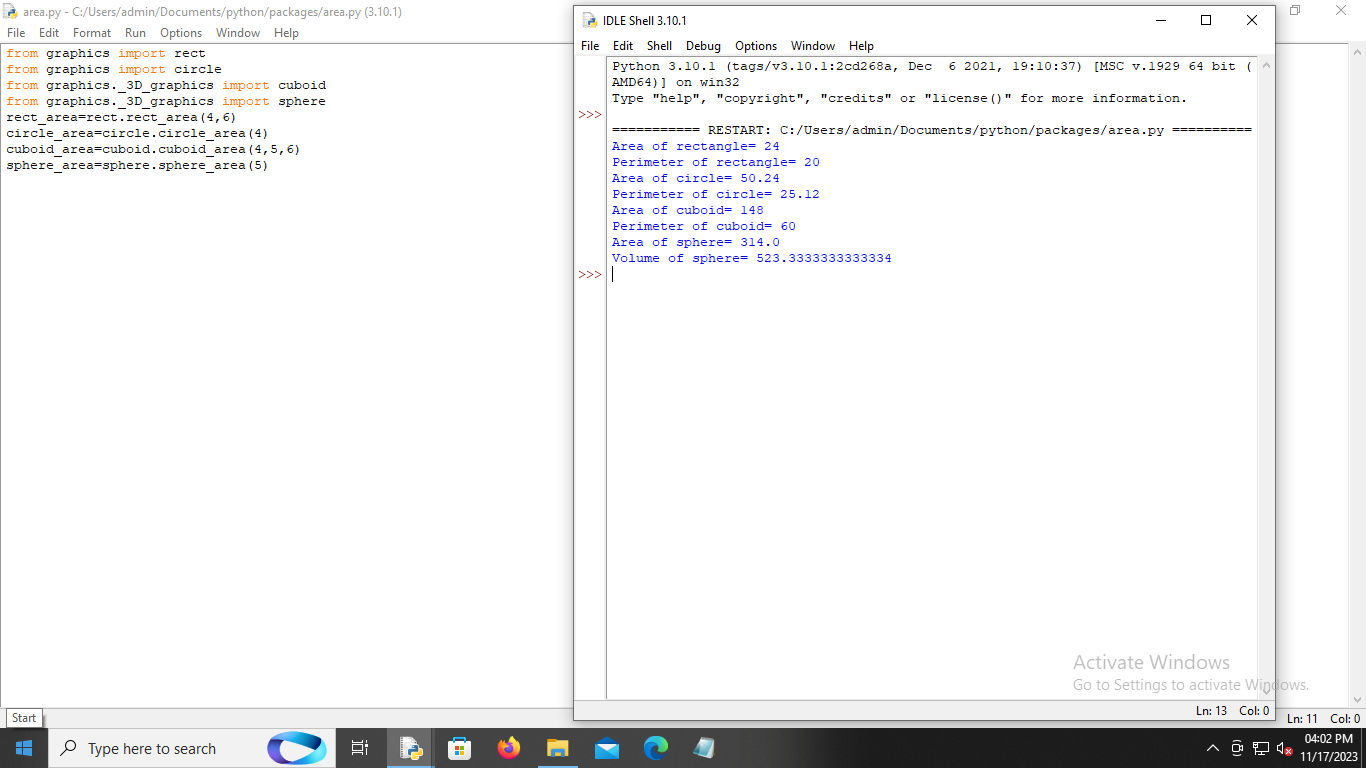 area.py - C:/Users/admin/Documents/python/packages/area.py (3.10.1)
File Edit Format Run Options Window Help
from graphics import rect
from graphics import circle
from graphics._3D_graphics import cuboid
from graphics._3D_graphics import sphere
rect_area=rect.rect_area(4,6)
circle_area=circle.circle_area(4)
cuboid_area=cuboid.cuboid_area(4,5,6)
sphere_area=sphere.sphere_area(5)
IDLE Shell 3.10.1
File Edit Shell Debug Options Window Help
Python 3.10.1 (tags/v3.10.1:2cd268a, Dec  6 2021, 19:10:37) [MSC v.1929 64 bit (
AMD64)] on win32
Type "help", "copyright", "credits" or "license()" for more information.
>>>
=========== RESTART: C:/Users/admin/Documents/python/packages/area.py ==========
Area of rectangle= 24
Perimeter of rectangle= 20
Area of circle= 50.24
Perimeter of circle= 25.12
Area of cuboid= 148
Perimeter of cuboid= 60
Area of sphere= 314.0
Volume of sphere= 523.3333333333334
>>>
Activate Windows
Go to Settings to activate Windows.
Ln: 13 Col: 0
Ln: 11 Col: 0
Start
Type here to search
04:02 PM
11/17/2023